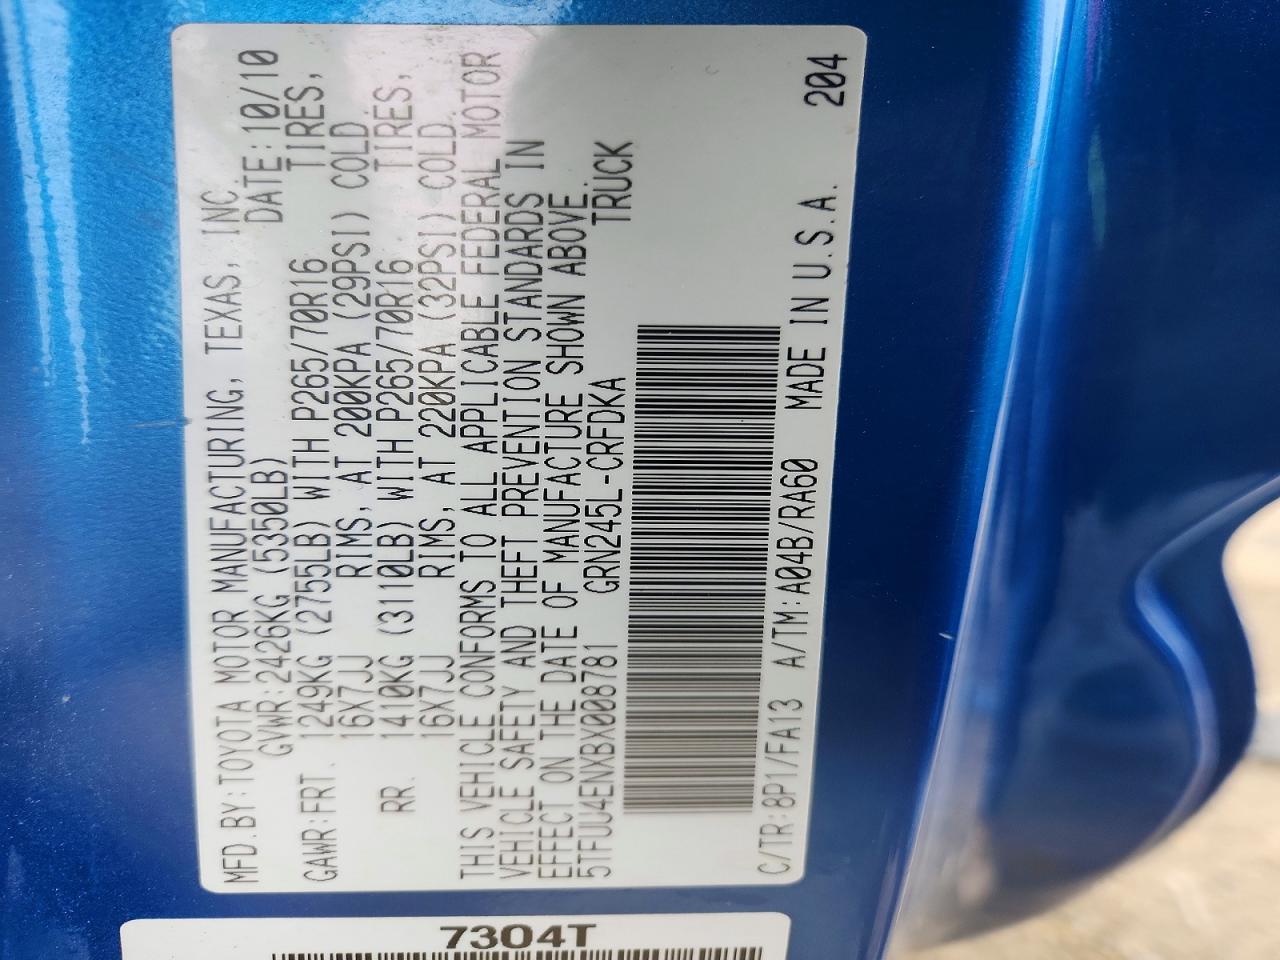 MFD.BY:TOYOTA MOTOR MANUFACTURING, TEXAS, INC
GVWR:2426KG (5350LB) DATE:10/10
GAWR:FRT. 1249KG (2755LB) WITH P265/70R16 TIRES,
16X7JJ RIMS, AT 200KPA (29PSI) COLD
RR. 1410KG (3110LB) WITH P265/70R16 TIRES,
16X7JJ RIMS, AT 220KPA (32PSI) COLD.
THIS VEHICLE CONFORMS TO ALL APPLICABLE FEDERAL MOTOR
VEHICLE SAFETY AND THEFT PREVENTION STANDARDS IN
EFFECT ON THE DATE OF MANUFACTURE SHOWN ABOVE.
5TFUU4ENXBX008781 GRN245L-CRFDKA TRUCK
C/TR:8P1/FA13 A/TM:A04B/RA60 MADE IN U.S.A. 204
7304T